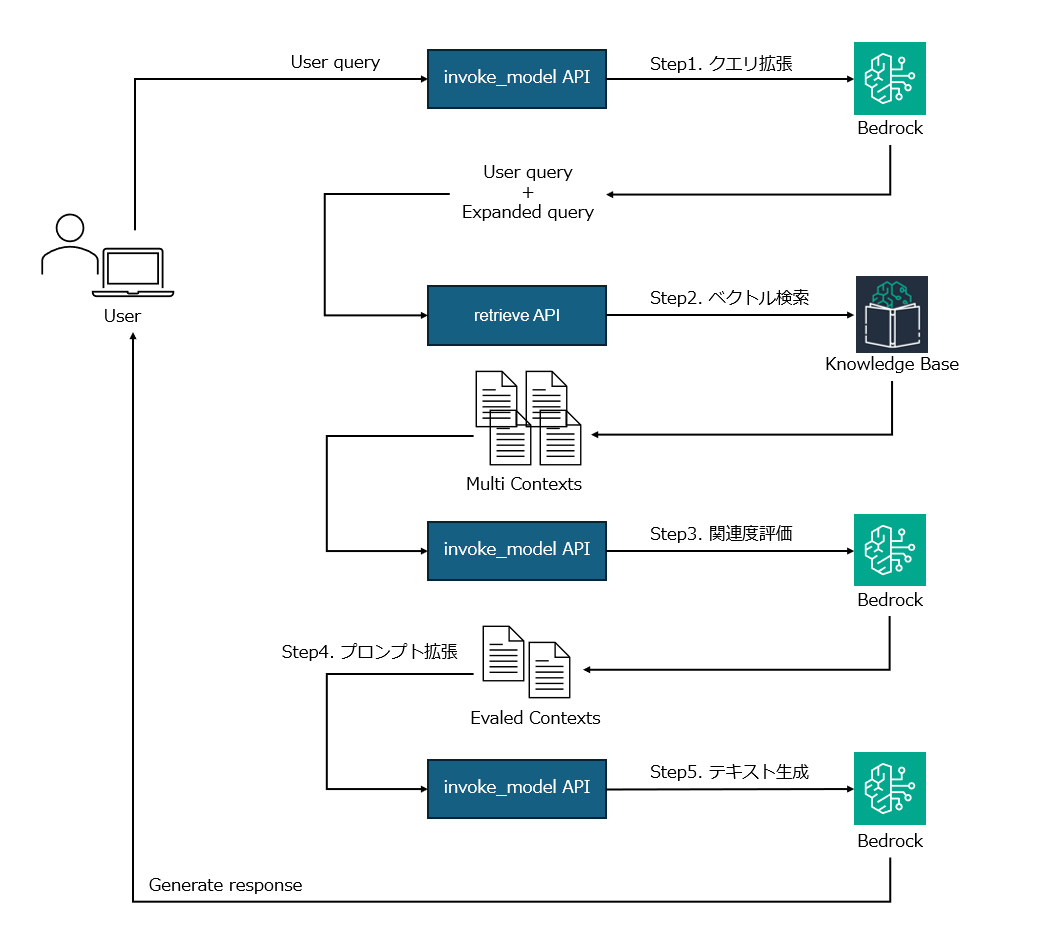 User query
invoke_model API
Step1. クエリ拡張
Bedrock
User query
+
Expanded query
User
retrieve API
Step2. ベクトル検索
Knowledge Base
Multi Contexts
invoke_model API
Step3. 関連度評価
Bedrock
Step4. プロンプト拡張
Evaled Contexts
invoke_model API
Step5. テキスト生成
Bedrock
Generate response